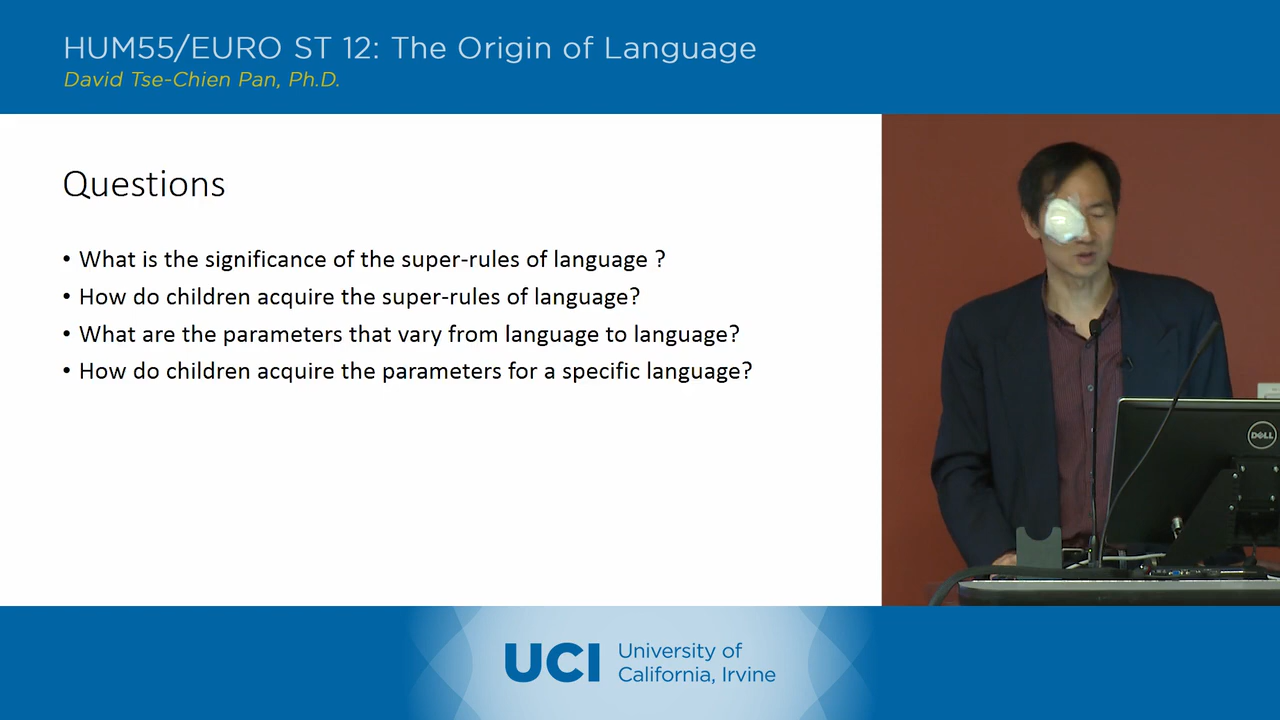 HUM55/EURO ST 12: The Origin of Language
David Tse-Chien Pan, Ph.D.
Questions
• What is the significance of the super-rules of language ?
• How do children acquire the super-rules of language?
• What are the parameters that vary from language to language?
• How do children acquire the parameters for a specific language?
DELL
UCI University of
California, Irvine